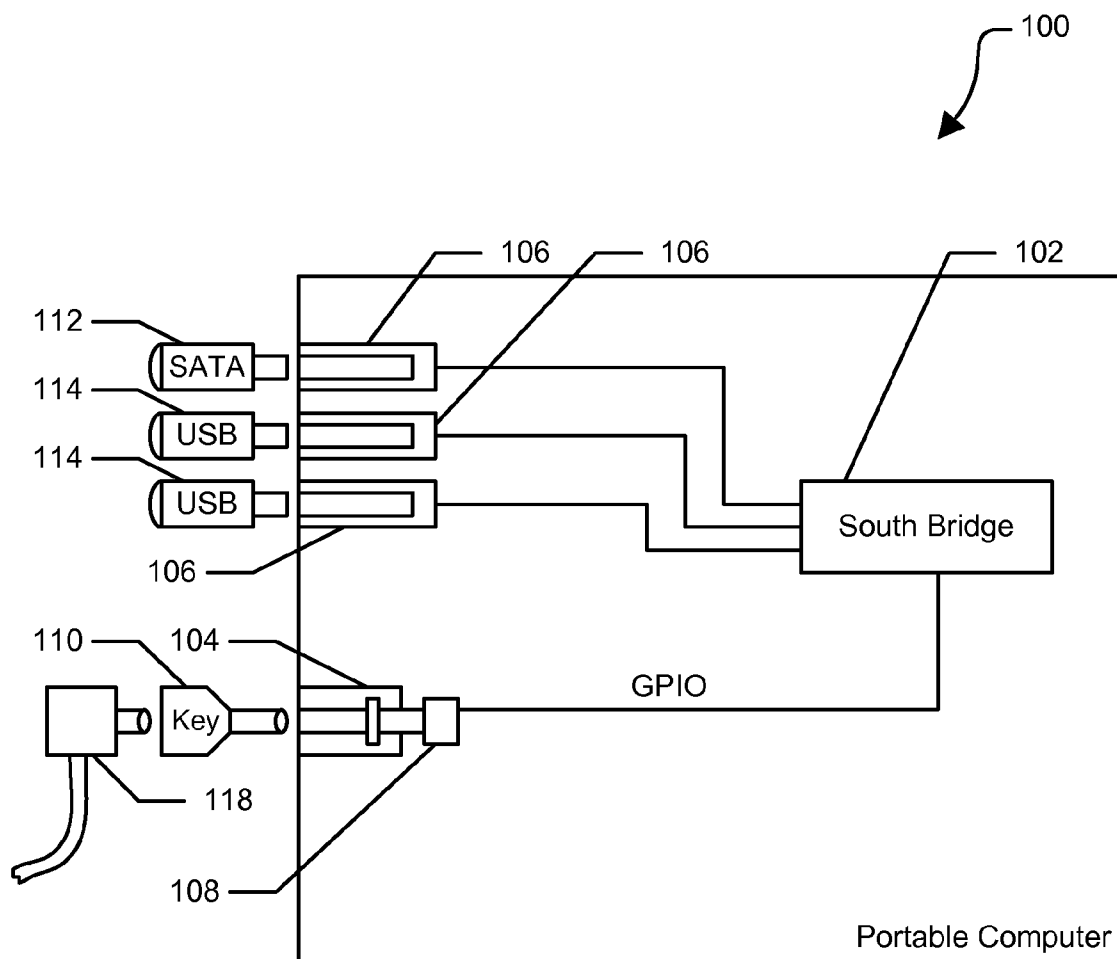 100
106
106
102
112
SATA
114
USB
114
USB
South Bridge
106
110
104
GPIO
Key
118
108
Portable Computer